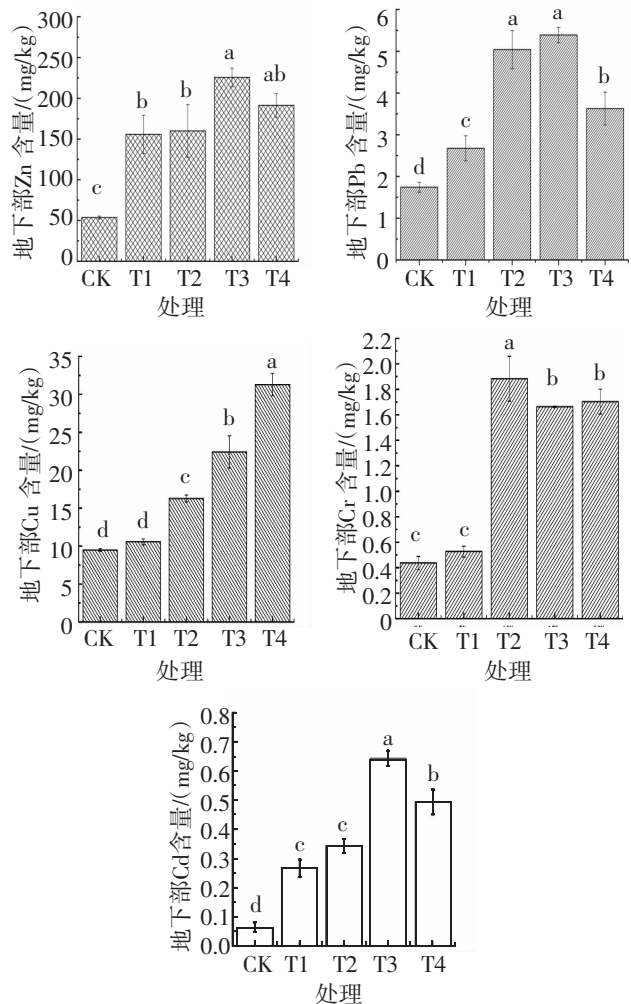 地下部Zn 含量/(mg/kg)
300
250
200
150
100
50
0
c
b
b
a
ab
CK T1 T2 T3 T4
处理
地下部Pb 含量/(mg/kg)
6
5
4
3
2
1
0
d
c
a
a
b
CK T1 T2 T3 T4
处理
地下部Cu 含量/(mg/kg)
35
30
25
20
15
10
5
0
d
d
c
b
a
CK T1 T2 T3 T4
处理
地下部Cr 含量/(mg/kg)
2.2
2.0
1.8
1.6
1.4
1.2
1.0
0.8
0.6
0.4
0.2
0
c
c
a
b
b
CK T1 T2 T3 T4
处理
地下部Cd含量/(mg/kg)
0.8
0.7
0.6
0.5
0.4
0.3
0.2
0.1
0.0
d
c
c
a
b
CK T1 T2 T3 T4
处理